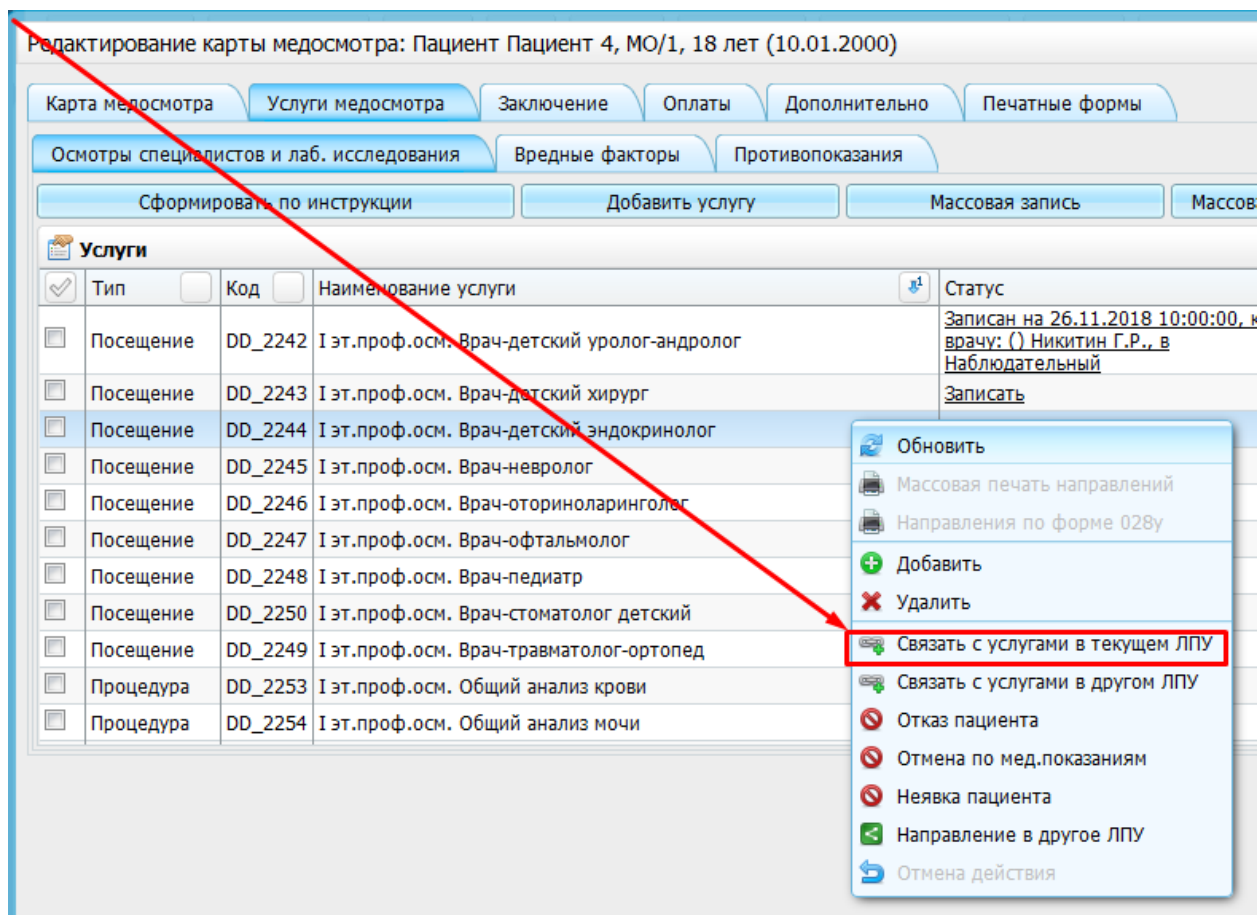 Редактирование карты медосмотра: Пациент Пациент 4, МО/1, 18 лет (10.01.2000)
Карта медосмотра Услуги медосмотра Заключение Оплаты Дополнительно Печатные формы
Осмотры специалистов и лаб. исследования Вредные факторы Противопоказания
Сформировать по инструкции Добавить услугу Массовая запись Массов
Услуги
Тип Код Наименование услуги 1 Статус
Посещение DD_2242 I эт.проф.осм. Врач-детский уролог-андролог Записан на 26.11.2018 10:00:00, к
врачу: () Никитин Г.Р., в
Наблюдательный
Посещение DD_2243 I эт.проф.осм. Врач-детский хирург Записать
Посещение DD_2244 I эт.проф.осм. Врач-детский эндокринолог
Посещение DD_2245 I эт.проф.осм. Врач-невролог
Посещение DD_2246 I эт.проф.осм. Врач-оториноларинголог
Посещение DD_2247 I эт.проф.осм. Врач-офтальмолог
Посещение DD_2248 I эт.проф.осм. Врач-педиатр
Посещение DD_2250 I эт.проф.осм. Врач-стоматолог детский
Посещение DD_2249 I эт.проф.осм. Врач-травматолог-ортопед
Процедура DD_2253 I эт.проф.осм. Общий анализ крови
Процедура DD_2254 I эт.проф.осм. Общий анализ мочи
Обновить
Массовая печать направлений
Направления по форме 028у
Добавить
Удалить
Связать с услугами в текущем ЛПУ
Связать с услугами в другом ЛПУ
Отказ пациента
Отмена по мед.показаниям
Неявка пациента
Направление в другое ЛПУ
Отмена действия